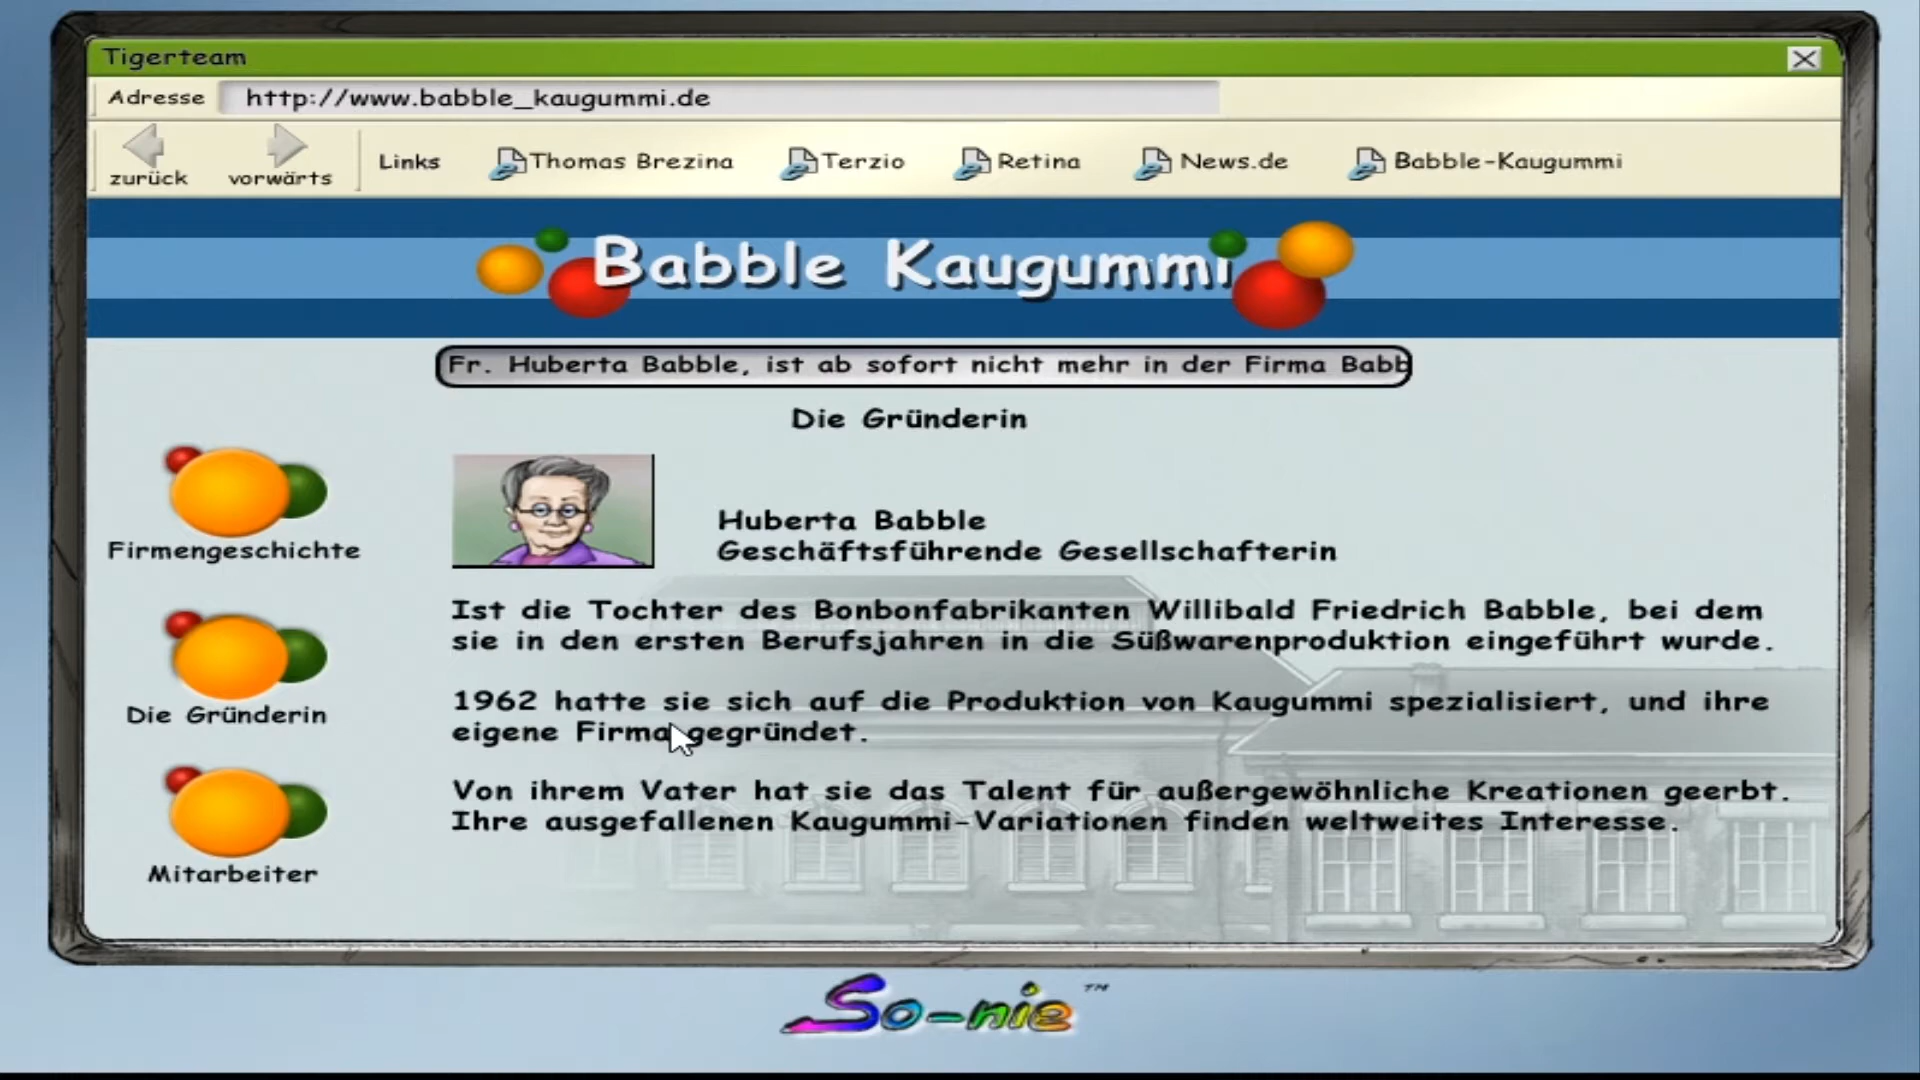 Tigerteam
Adresse http://www.babble_kaugummi.de
zurück vorwärts Links Thomas Brezina Terzio Retina News.de Babble-Kaugummi
Babble Kaugummi
Fr. Huberta Babble, ist ab sofort nicht mehr in der Firma Babb
Die Gründerin
Huberta Babble
Geschäftsführende Gesellschafterin
Firmengeschichte
Die Gründerin
Mitarbeiter
Ist die Tochter des Bonbonfabrikanten Willibald Friedrich Babble, bei dem
sie in den ersten Berufsjahren in die Süßwarenproduktion eingeführt wurde.
1962 hatte sie sich auf die Produktion von Kaugummi spezialisiert, und ihre
eigene Firma gegründet.
Von ihrem Vater hat sie das Talent für außergewöhnliche Kreationen geerbt.
Ihre ausgefallenen Kaugummi-Variationen finden weltweites Interesse.
So-nie™